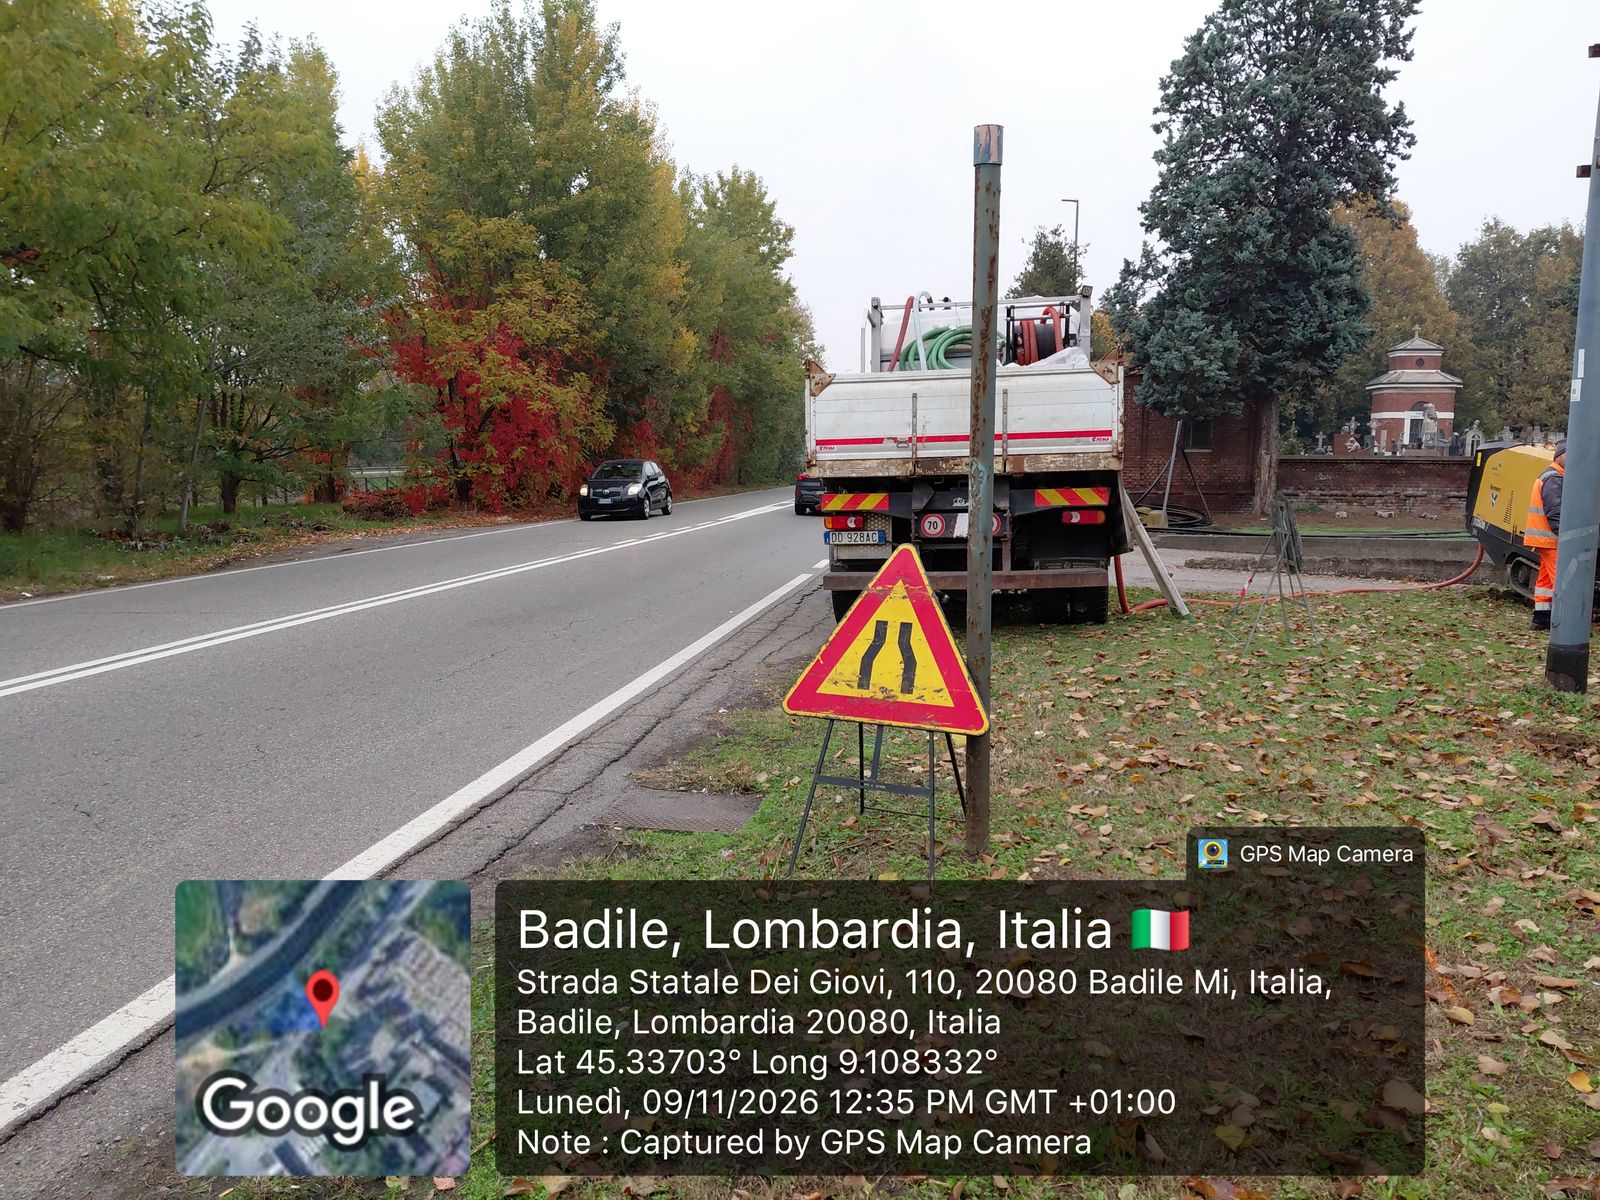 PEMA
PEMA
70
DD 928AC
GPS Map Camera
Badile, Lombardia, Italia 🇮🇹
Strada Statale Dei Giovi, 110, 20080 Badile Mi, Italia,
Badile, Lombardia 20080, Italia
Lat 45.33703° Long 9.108332°
Lunedì, 09/11/2026 12:35 PM GMT +01:00
Note : Captured by GPS Map Camera
Google